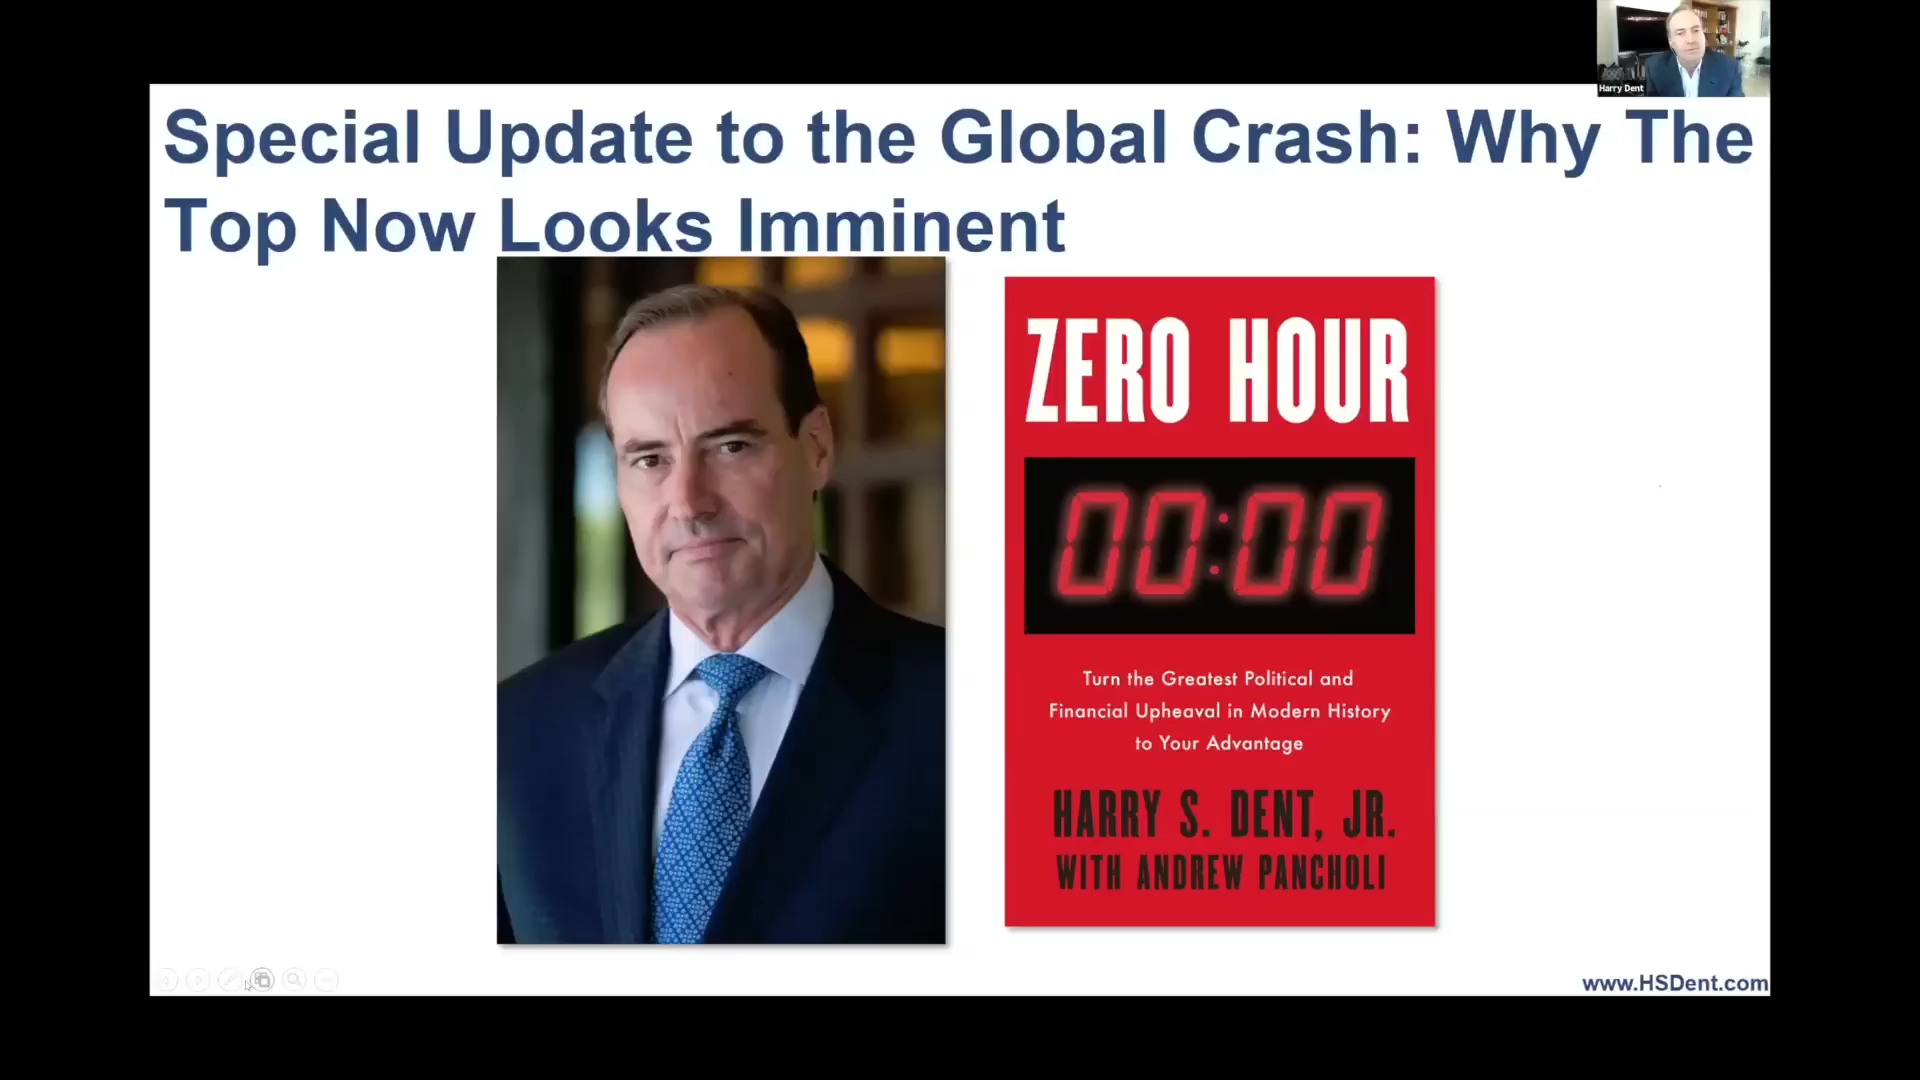 Harry Dent
Special Update to the Global Crash: Why The
Top Now Looks Imminent
ZERO HOUR
00:00
Turn the Greatest Political and
Financial Upheaval in Modern History
to Your Advantage
HARRY S. DENT, JR.
WITH ANDREW PANCHOLI
www.HSDent.com